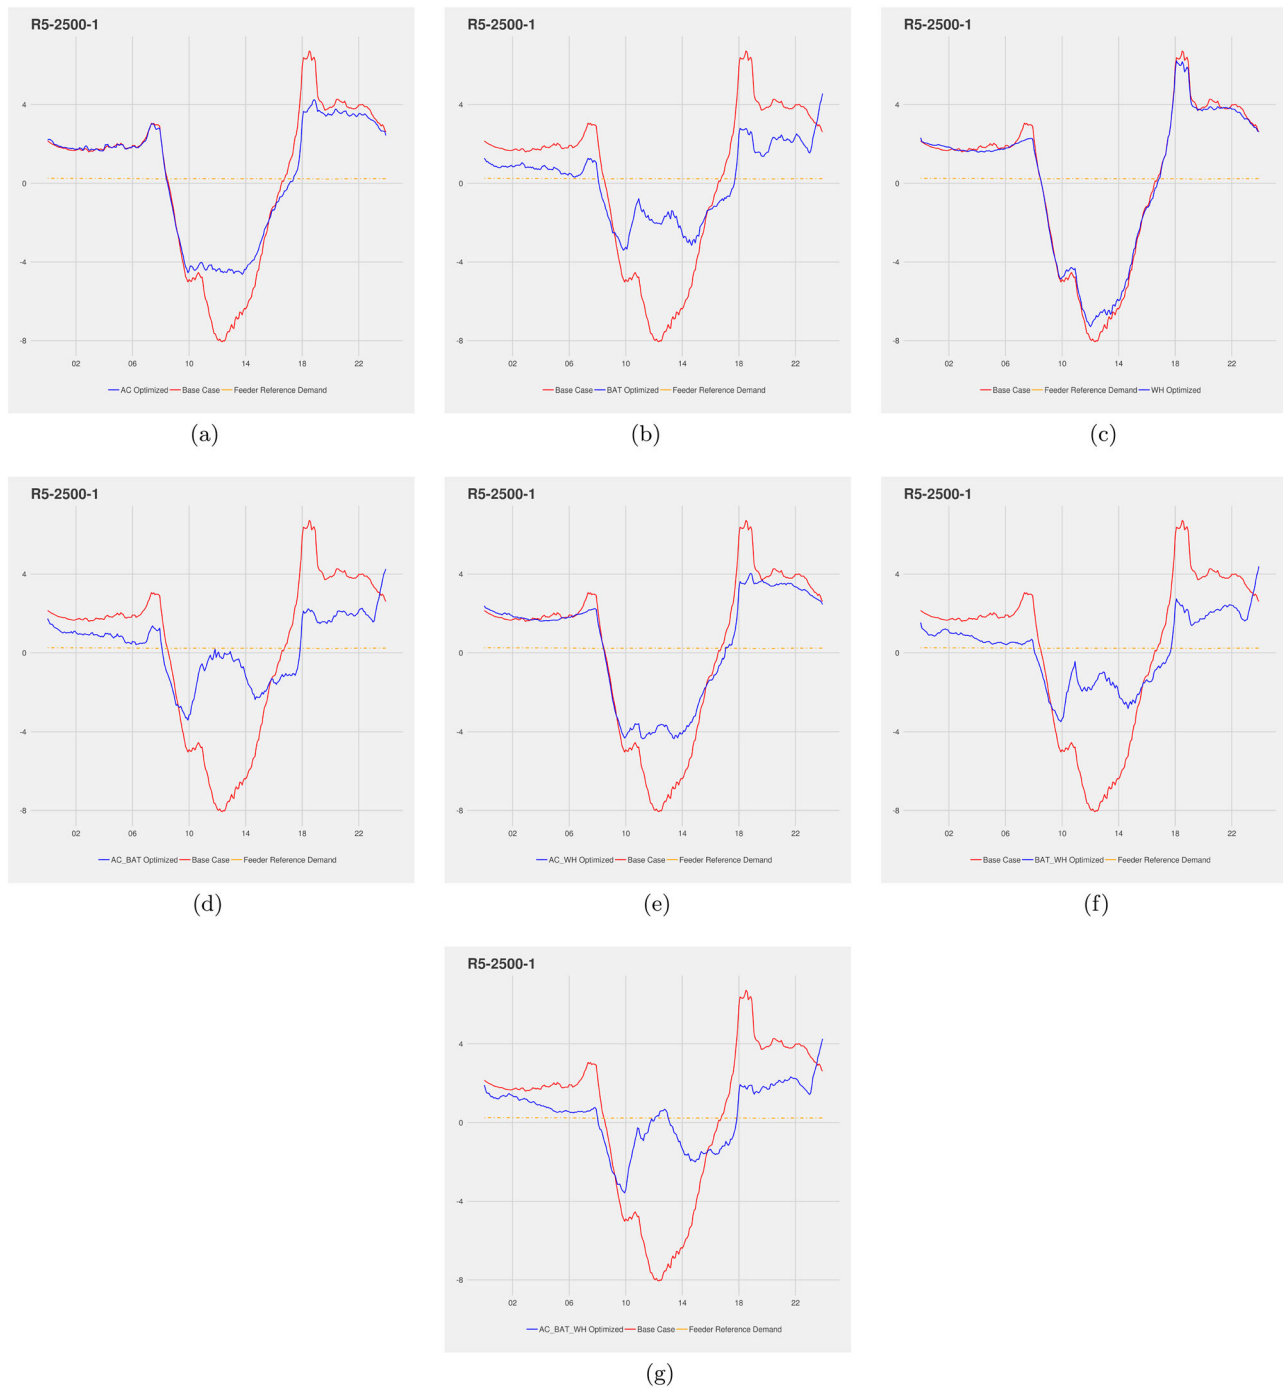 R5-2500-1
4
0
-4
-8
02 06 10 14 18 22
AC Optimized Base Case Feeder Reference Demand
(a)
R5-2500-1
4
0
-4
-8
02 06 10 14 18 22
Base Case BAT Optimized Feeder Reference Demand
(b)
R5-2500-1
4
0
-4
-8
02 06 10 14 18 22
Base Case Feeder Reference Demand WH Optimized
(c)
R5-2500-1
4
0
-4
-8
02 06 10 14 18 22
AC_BAT Optimized Base Case Feeder Reference Demand
(d)
R5-2500-1
4
0
-4
-8
02 06 10 14 18 22
AC_WH Optimized Base Case Feeder Reference Demand
(e)
R5-2500-1
4
0
-4
-8
02 06 10 14 18 22
Base Case BAT_WH Optimized Feeder Reference Demand
(f)
R5-2500-1
4
0
-4
-8
02 06 10 14 18 22
AC_BAT_WH Optimized Base Case Feeder Reference Demand
(g)